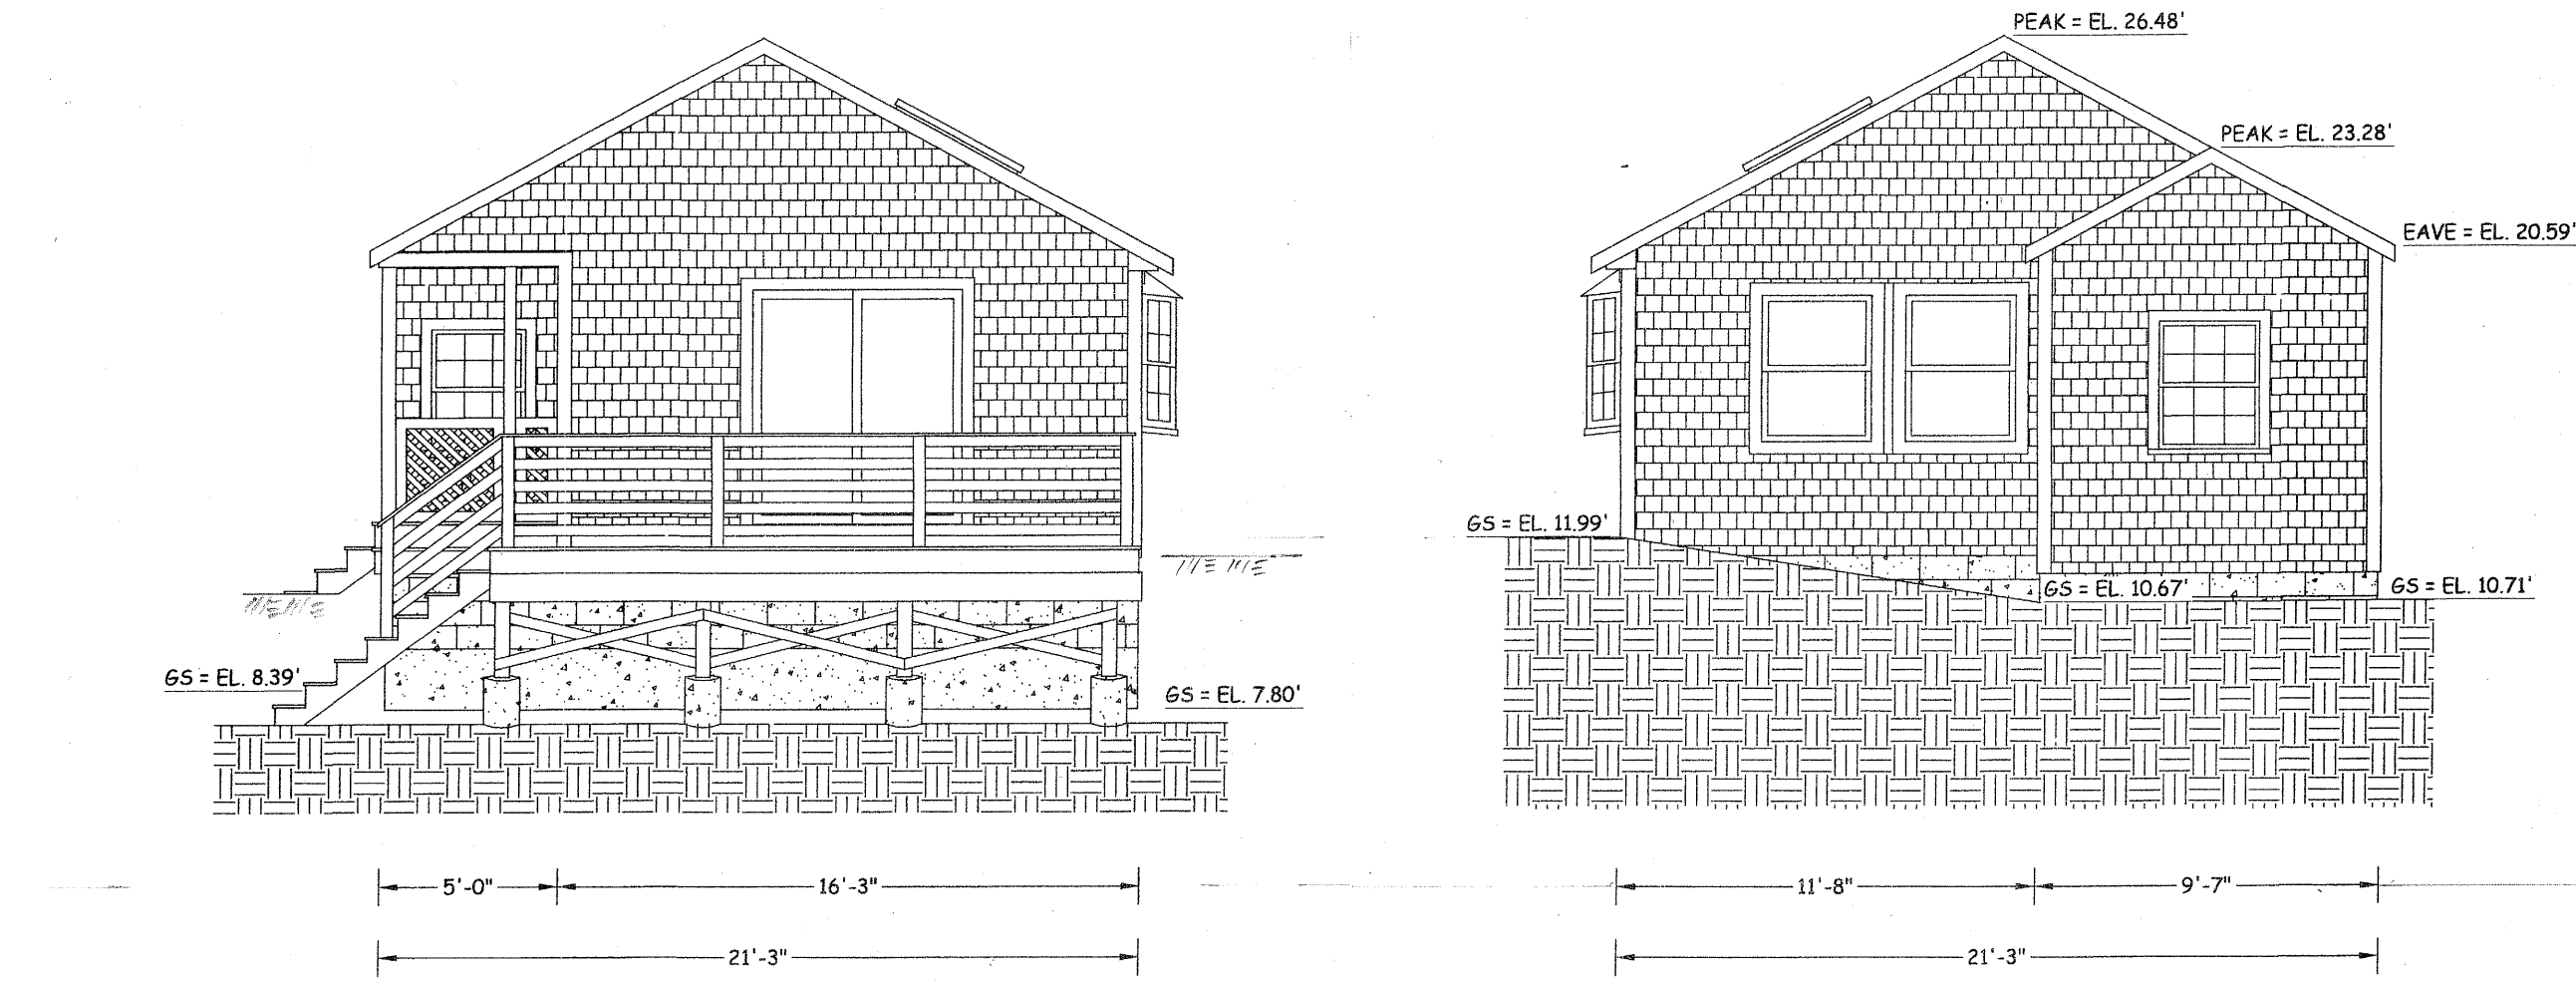 PEAK = EL. 26.48'
PEAK = EL. 23.28'
EAVE = EL. 20.59'
GS = EL. 11.99'
GS = EL. 10.67'
GS = EL. 10.71'
GS = EL. 8.39'
GS = EL. 7.80'
5'-0"
16'-3"
11'-8"
9'-7"
21'-3"
21'-3"